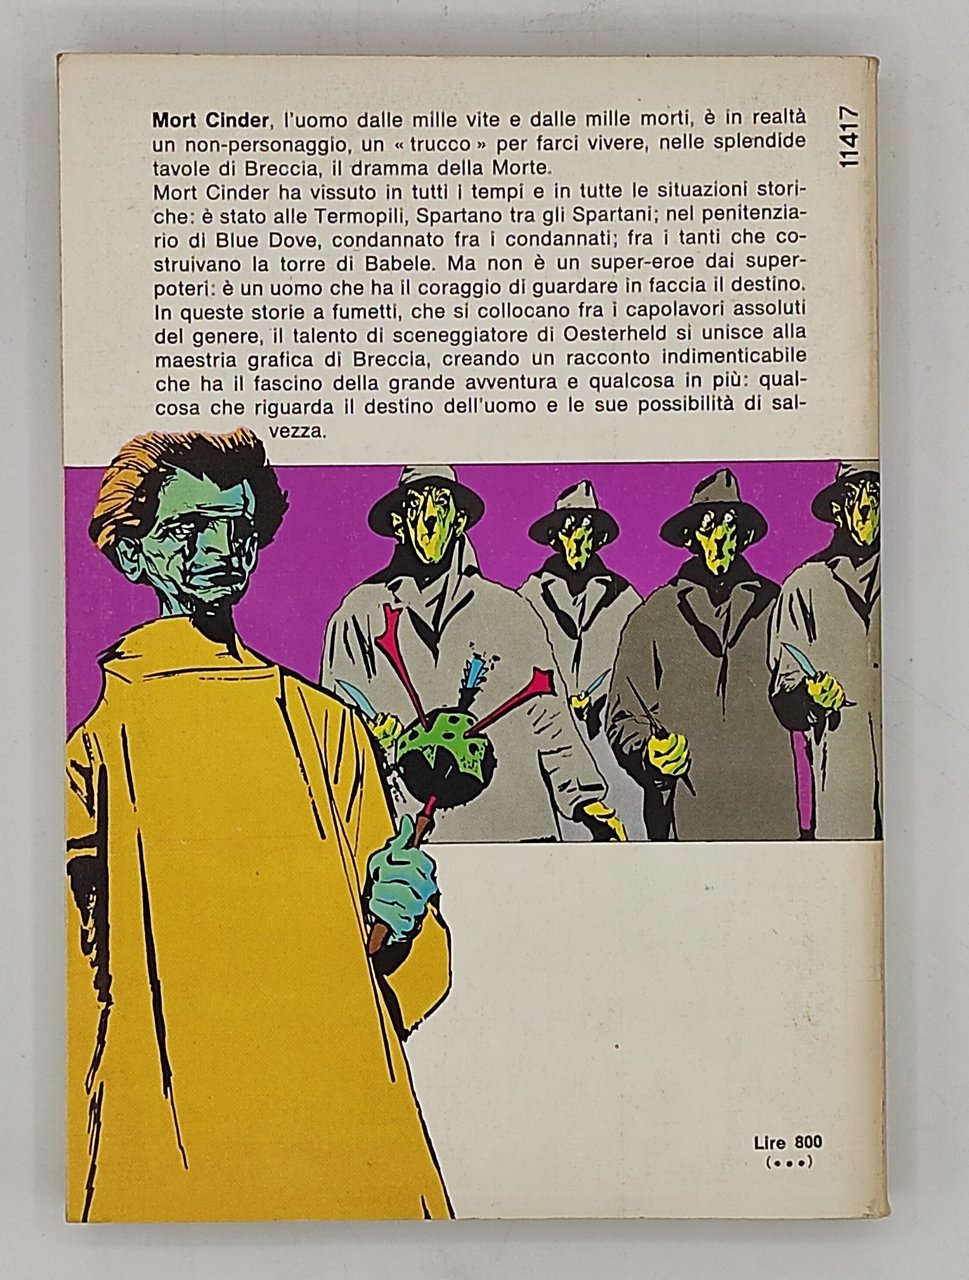 Mort Cinder, l'uomo dalle mille vite e dalle mille morti, è in realtà
un non-personaggio, un « trucco » per farci vivere, nelle splendide
tavole di Breccia, il dramma della Morte.
Mort Cinder ha vissuto in tutti i tempi e in tutte le situazioni stori-
che: è stato alle Termopili, Spartano tra gli Spartani; nel penitenzia-
rio di Blue Dove, condannato fra i condannati; fra i tanti che co-
struivano la torre di Babele. Ma non è un super-eroe dai super-
poteri: è un uomo che ha il coraggio di guardare in faccia il destino.
In queste storie a fumetti, che si collocano fra i capolavori assoluti
del genere, il talento di sceneggiatore di Oesterheld si unisce alla
maestria grafica di Breccia, creando un racconto indimenticabile
che ha il fascino della grande avventura e qualcosa in più: qual-
cosa che riguarda il destino dell'uomo e le sue possibilità di sal-
vezza.
11417
Lire 800
(•••)